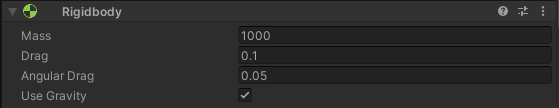 Rigidbody
Mass 1000
Drag 0.1
Angular Drag 0.05
Use Gravity